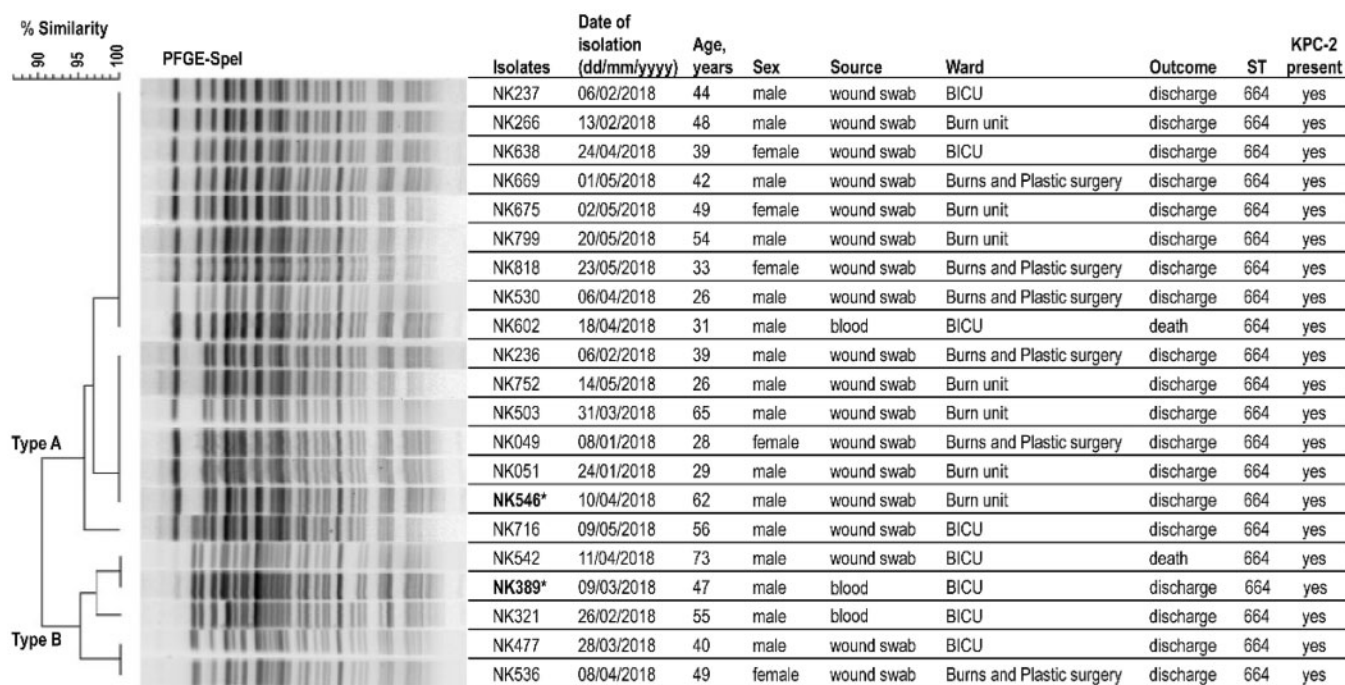 % Similarity
90 95 100
PFGE-SpeI
Isolates Date of isolation (dd/mm/yyyy) Age, years Sex Source Ward Outcome ST KPC-2 present
NK237 06/02/2018 44 male wound swab BICU discharge 664 yes
NK266 13/02/2018 48 male wound swab Burn unit discharge 664 yes
NK638 24/04/2018 39 female wound swab BICU discharge 664 yes
NK669 01/05/2018 42 male wound swab Burns and Plastic surgery discharge 664 yes
NK675 02/05/2018 49 female wound swab Burn unit discharge 664 yes
NK799 20/05/2018 54 male wound swab Burn unit discharge 664 yes
NK818 23/05/2018 33 female wound swab Burns and Plastic surgery discharge 664 yes
NK530 06/04/2018 26 male wound swab Burns and Plastic surgery discharge 664 yes
NK602 18/04/2018 31 male blood BICU death 664 yes
NK236 06/02/2018 39 male wound swab Burns and Plastic surgery discharge 664 yes
NK752 14/05/2018 26 male wound swab Burn unit discharge 664 yes
NK503 31/03/2018 65 male wound swab Burn unit discharge 664 yes
Type A
NK049 08/01/2018 28 female wound swab Burns and Plastic surgery discharge 664 yes
NK051 24/01/2018 29 male wound swab Burn unit discharge 664 yes
NK546* 10/04/2018 62 male wound swab Burn unit discharge 664 yes
NK716 09/05/2018 56 male wound swab BICU discharge 664 yes
NK542 11/04/2018 73 male wound swab BICU death 664 yes
NK389* 09/03/2018 47 male blood BICU discharge 664 yes
NK321 26/02/2018 55 male blood BICU discharge 664 yes
Type B
NK477 28/03/2018 40 male wound swab BICU discharge 664 yes
NK536 08/04/2018 49 female wound swab Burns and Plastic surgery discharge 664 yes